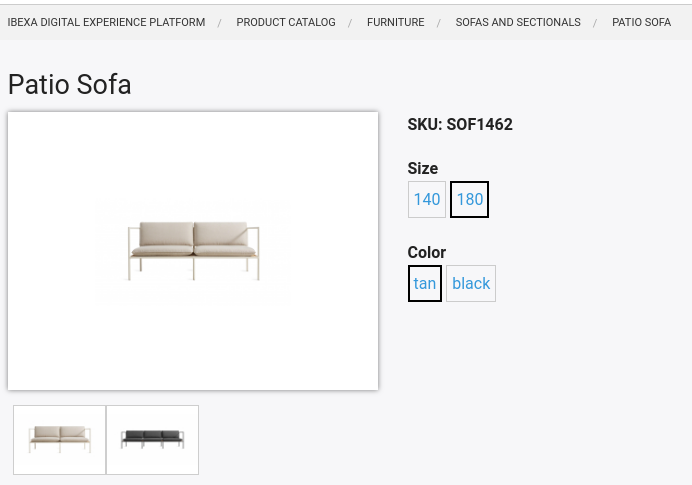 IBEXA DIGITAL EXPERIENCE PLATFORM / PRODUCT CATALOG / FURNITURE / SOFAS AND SECTIONALS / PATIO SOFA
Patio Sofa
SKU: SOF1462
Size
140 180
Color
tan black